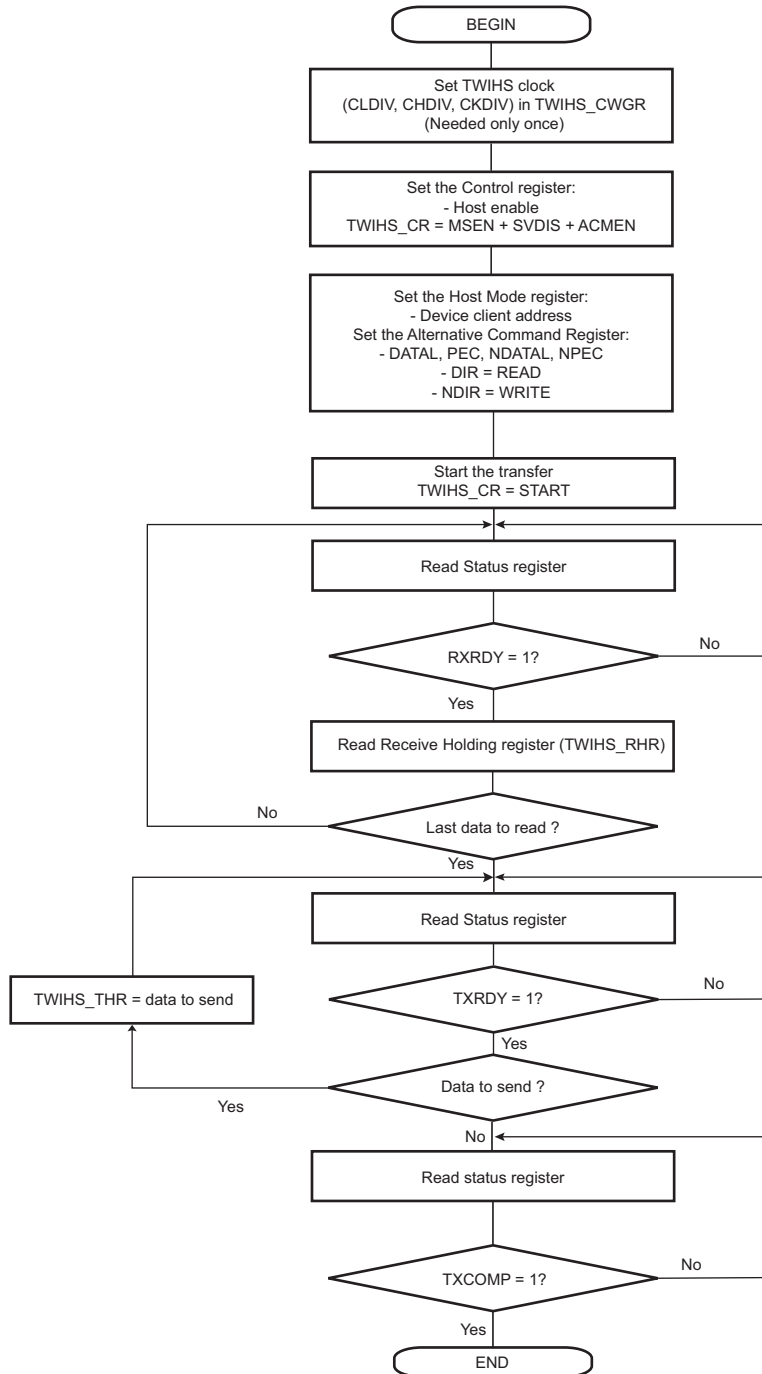 BEGIN
Set TWIHS clock
(CLDIV, CHDIV, CKDIV) in TWIHS_CWGR
(Needed only once)
Set the Control register:
- Host enable
TWIHS_CR = MSEN + SVDIS + ACMEN
Set the Host Mode register:
- Device client address
Set the Alternative Command Register:
- DATAL, PEC, NDATAL, NPEC
- DIR = READ
- NDIR = WRITE
Start the transfer
TWIHS_CR = START
Read Status register
RXRDY = 1?
No
Yes
Read Receive Holding register (TWIHS_RHR)
No
Last data to read ?
Yes
Read Status register
TWIHS_THR = data to send
TXRDY = 1?
No
Yes
Data to send ?
Yes
No
Read status register
TXCOMP = 1?
No
Yes
END